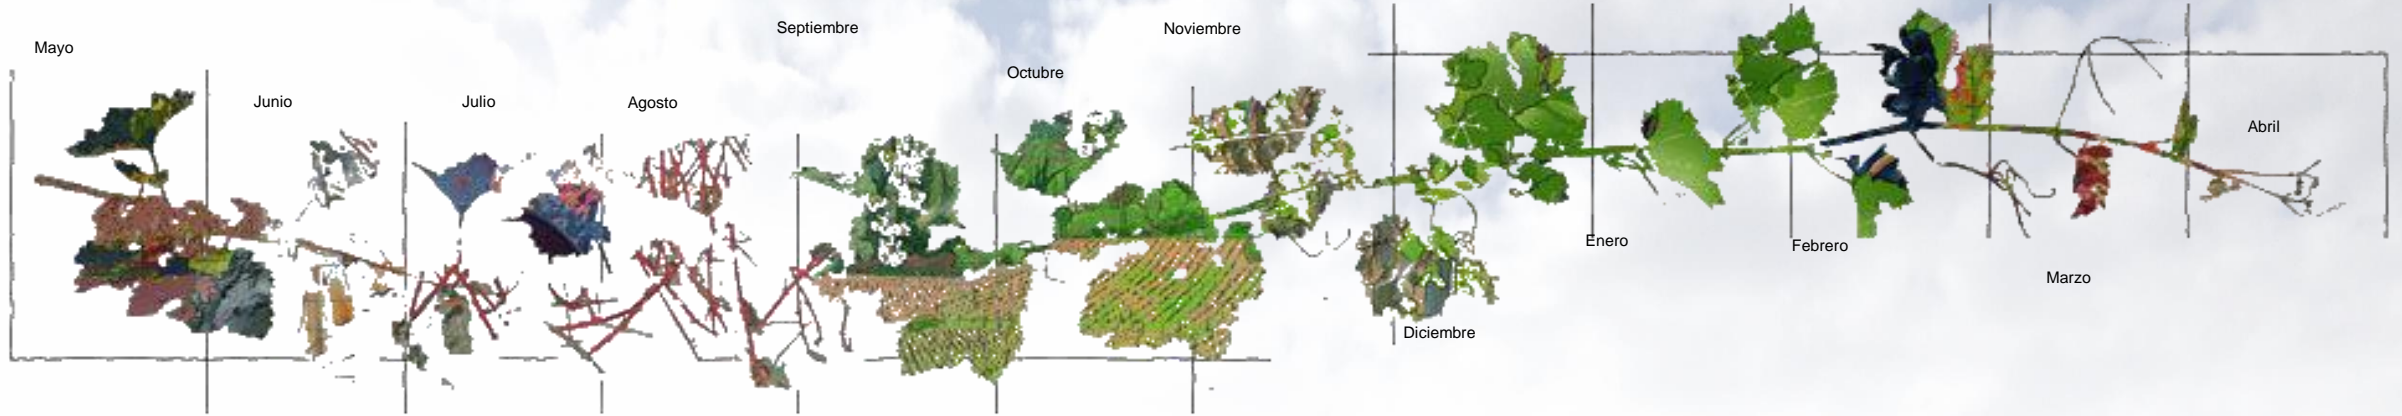 Mayo
Junio
Julio
Agosto
Septiembre
Octubre
Noviembre
Diciembre
Enero
Febrero
Marzo
Abril